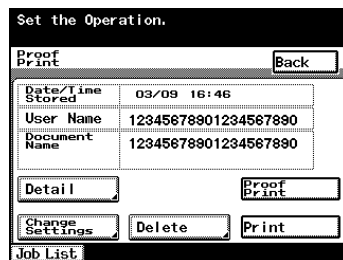 Set the Operation.
Proof
Print
Back
Date/Time
Stored
03/09 16:46
User Name
12345678901234567890
Document
Name
12345678901234567890
Detail
Proof
Print
Change
Settings
Delete
Print
Job List